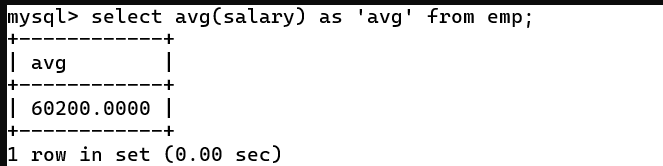 mysql> select avg(salary) as 'avg' from emp;
+------------+
| avg        |
+------------+
| 60200.0000 |
+------------+
1 row in set (0.00 sec)